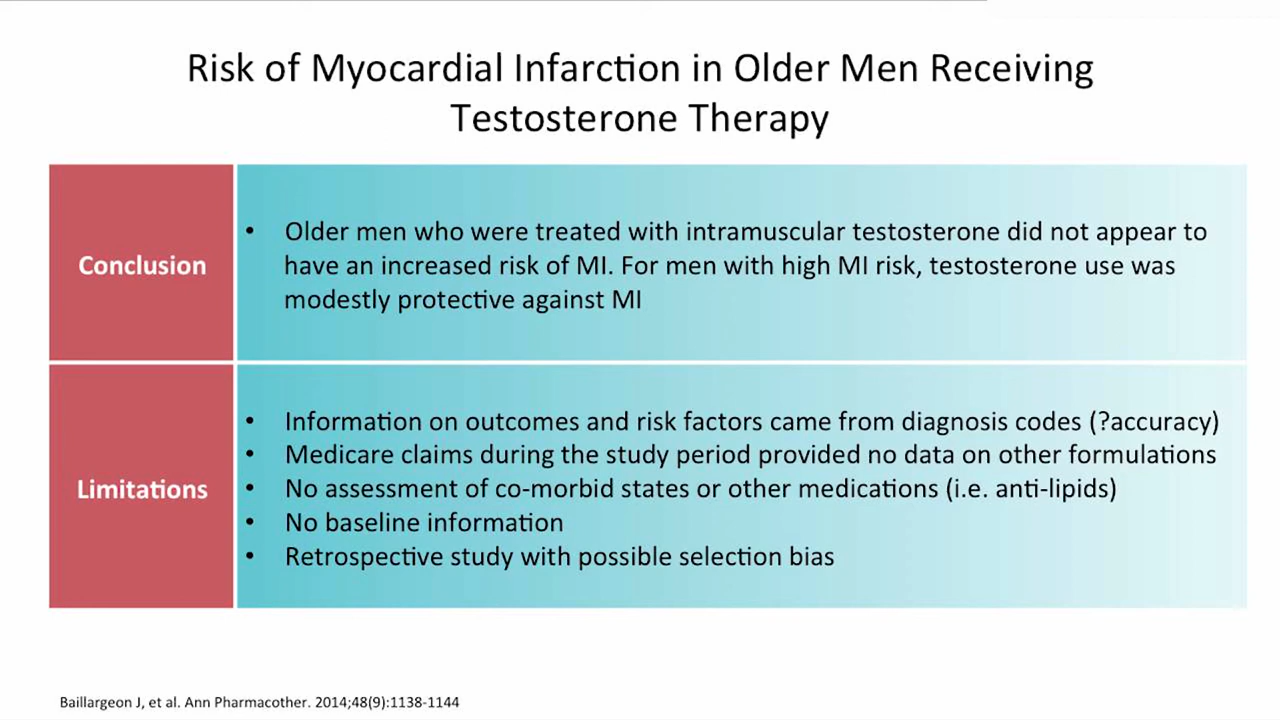 Risk of Myocardial Infarction in Older Men Receiving
Testosterone Therapy
Conclusion
• Older men who were treated with intramuscular testosterone did not appear to
have an increased risk of MI. For men with high MI risk, testosterone use was
modestly protective against MI
Limitations
• Information on outcomes and risk factors came from diagnosis codes (?accuracy)
• Medicare claims during the study period provided no data on other formulations
• No assessment of co-morbid states or other medications (i.e. anti-lipids)
• No baseline information
• Retrospective study with possible selection bias
Baillargeon J, et al. Ann Pharmacother. 2014;48(9):1138-1144